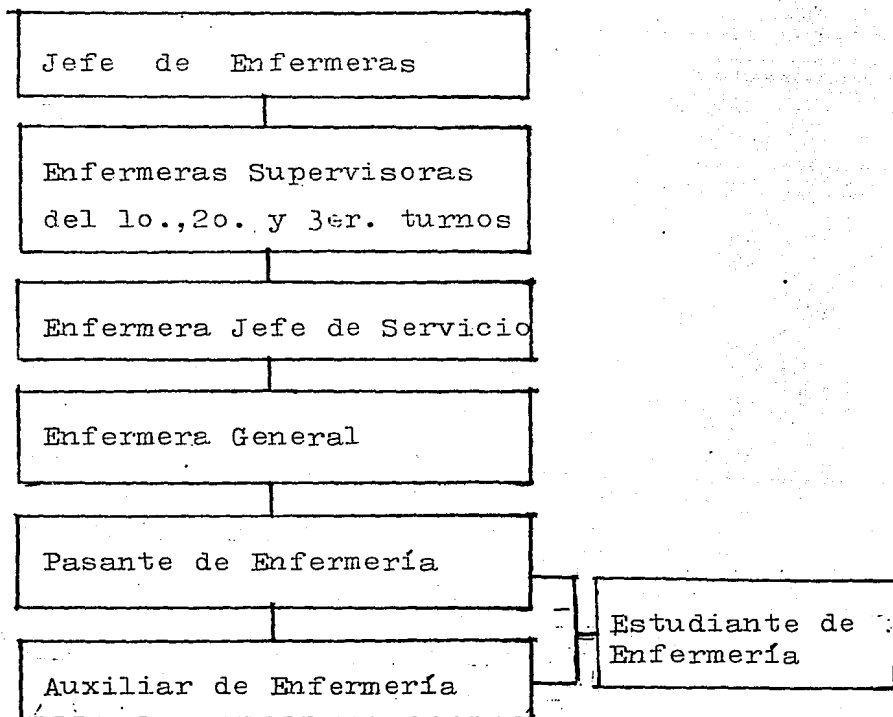 Jefe de Enfermeras
Enfermeras Supervisoras
del 1o.,2o. y 3er. turnos
Enfermera Jefe de Servicio
Enfermera General
Pasante de Enfermería
Estudiante de
Enfermería
Auxiliar de Enfermería